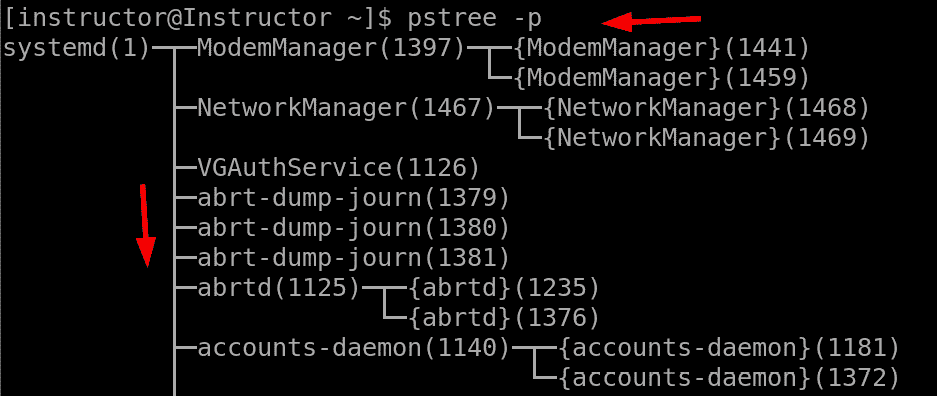 [instructor@Instructor ~]$ pstree -p
systemd(1)─┬─ModemManager(1397)─┬─{ModemManager}(1441)
           │                    └─{ModemManager}(1459)
           ├─NetworkManager(1467)─┬─{NetworkManager}(1468)
           │                      └─{NetworkManager}(1469)
           ├─VGAuthService(1126)
           ├─abrt-dump-journ(1379)
           ├─abrt-dump-journ(1380)
           ├─abrt-dump-journ(1381)
           ├─abrtd(1125)─┬─{abrtd}(1235)
           │             └─{abrtd}(1376)
           ├─accounts-daemon(1140)─┬─{accounts-daemon}(1181)
           │                       └─{accounts-daemon}(1372)